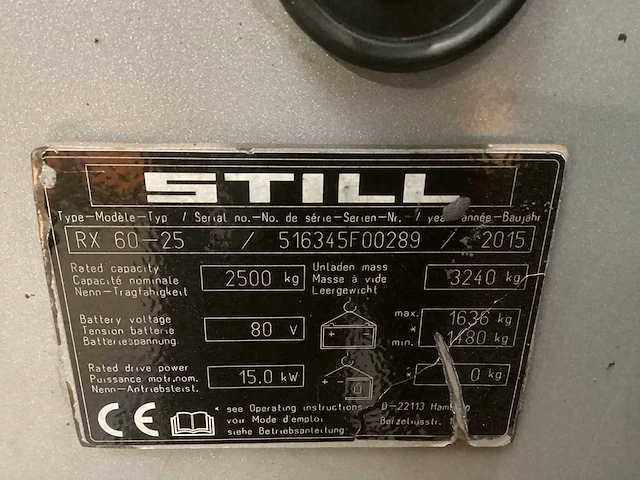 STILL
Type-Modèle-Typ / Serial no.-No. de série-Serien-Nr. / year-année-Baujahr
RX 60-25 / 516345F00289 / 2015
Rated capacity
Capacité nominale
Nenn-Tragfähigkeit
2500 kg
Unladen mass
Masse à vide
Leergewicht
3240 kg
Battery voltage
Tension batterie
Batteriespannung
80 V
max. 1636 kg
*
min. 1480 kg
Rated drive power
Puissance motr.nom.
Nenn-Antriebsleist.
15.0 kW
* 0 kg
CE
* see Operating instructions
voir Mode d'emploi
siehe Betriebsanleitung
D-22113 Hamburg
Berzeliusstr.